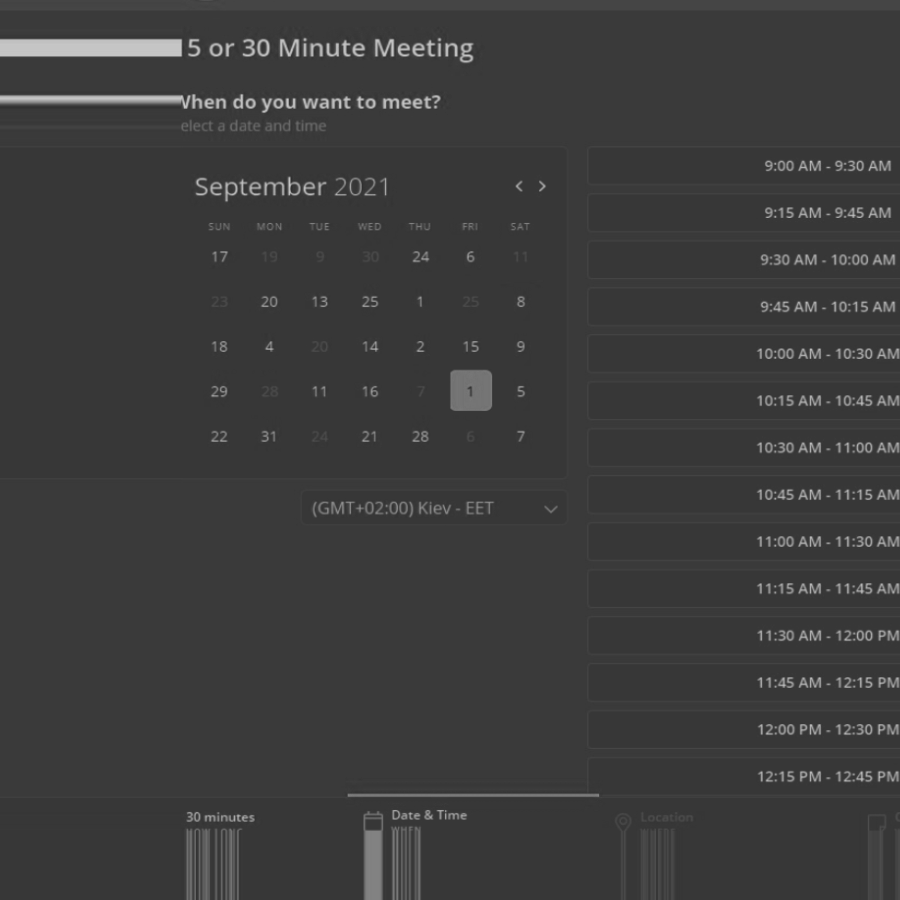 5 or 30 Minute Meeting
When do you want to meet?
elect a date and time
September 2021
SUN MON TUE WED THU FRI SAT
17 19 9 30 24 6 11
23 20 13 25 1 25 8
18 4 20 14 2 15 9
29 28 11 16 7 1 5
22 31 24 21 28 6 7
(GMT+02:00) Kiev - EET
9:00 AM - 9:30 AM
9:15 AM - 9:45 AM
9:30 AM - 10:00 AM
9:45 AM - 10:15 AM
10:00 AM - 10:30 AM
10:15 AM - 10:45 AM
10:30 AM - 11:00 AM
10:45 AM - 11:15 AM
11:00 AM - 11:30 AM
11:15 AM - 11:45 AM
11:30 AM - 12:00 PM
11:45 AM - 12:15 PM
12:00 PM - 12:30 PM
12:15 PM - 12:45 PM
30 minutes
Date & Time
WHEN
Location